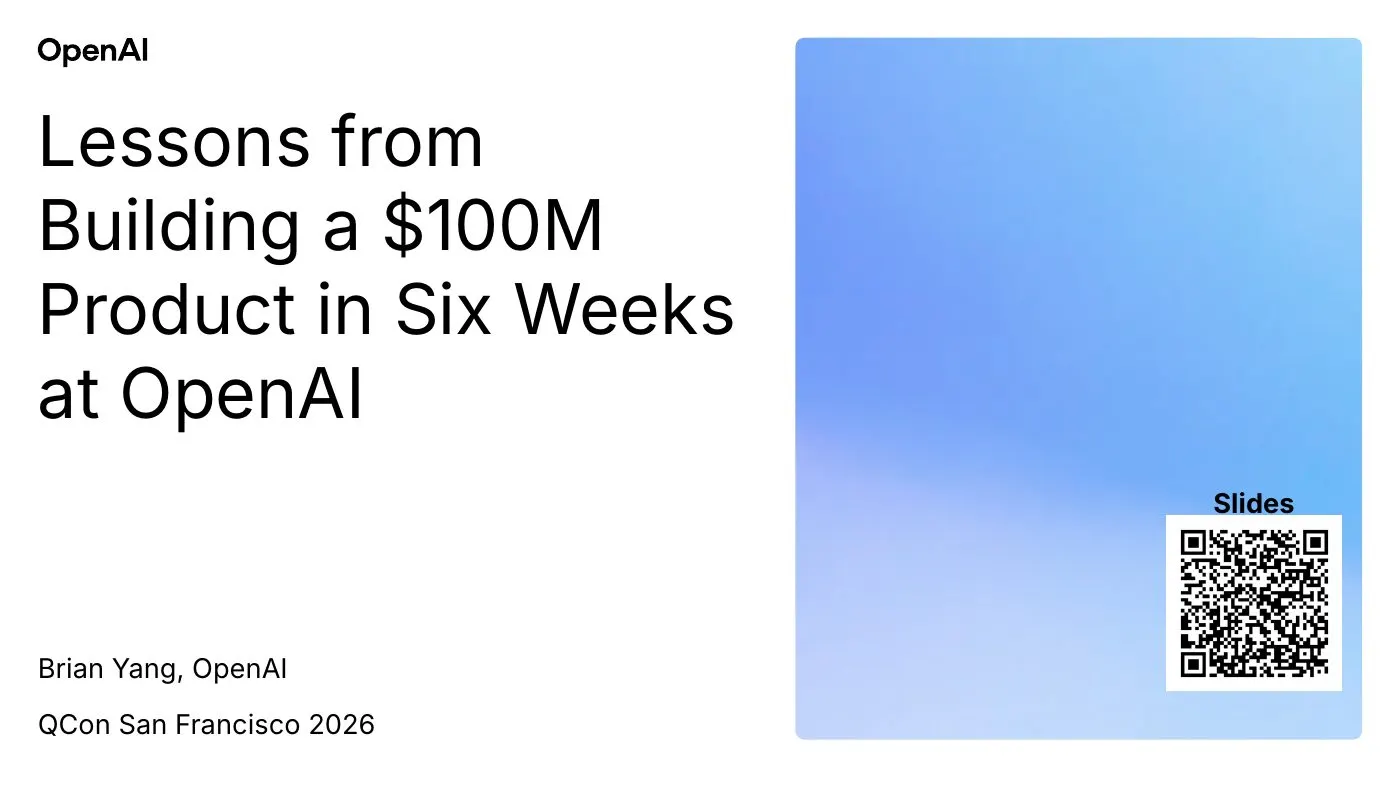 OpenAI
Lessons from
Building a $100M
Product in Six Weeks
at OpenAI
Slides
Brian Yang, OpenAI
QCon San Francisco 2026